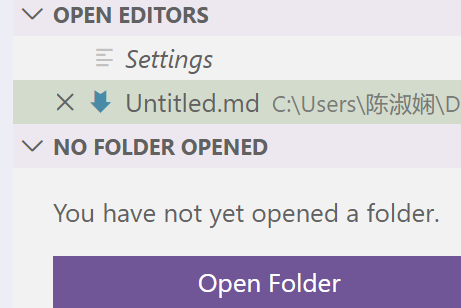 OPEN EDITORS
Settings
Untitled.md C:\Users\陈淑娴\D
NO FOLDER OPENED
You have not yet opened a folder.
Open Folder